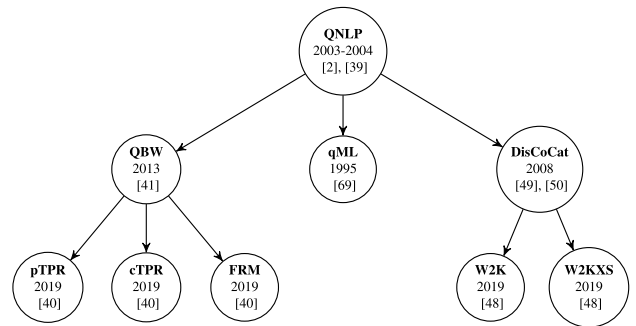 QNLP
2003-2004
[2], [39]
QBW
2013
[41]
qML
1995
[69]
DisCoCat
2008
[49], [50]
pTPR
2019
[40]
cTPR
2019
[40]
FRM
2019
[40]
W2K
2019
[48]
W2KXS
2019
[48]